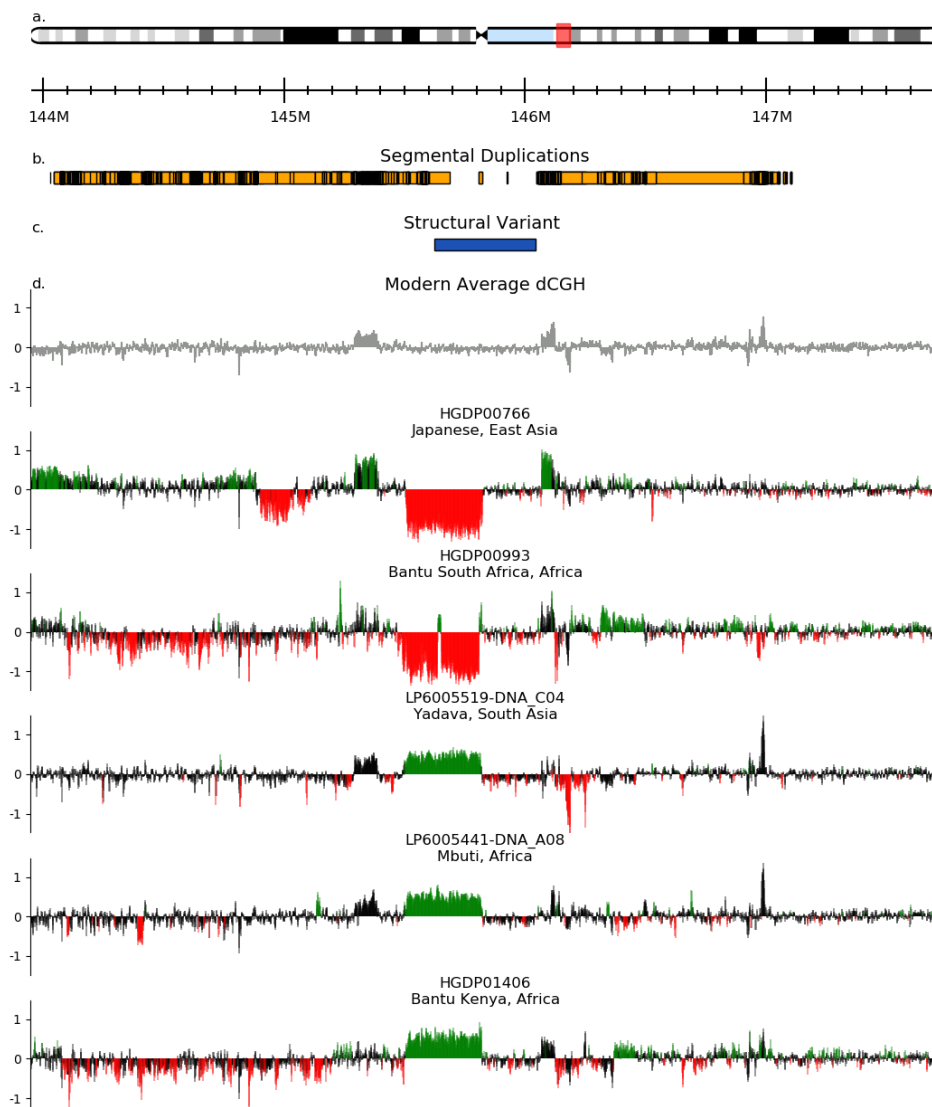 a.
144M 145M 146M 147M
b.
Segmental Duplications
c.
Structural Variant
d.
Modern Average dCGH
1
0
-1
HGDP00766
Japanese, East Asia
1
0
-1
HGDP00993
Bantu South Africa, Africa
1
0
-1
LP6005519-DNA_C04
Yadava, South Asia
1
0
-1
LP6005441-DNA_A08
Mbuti, Africa
1
0
-1
HGDP01406
Bantu Kenya, Africa
1
0
-1